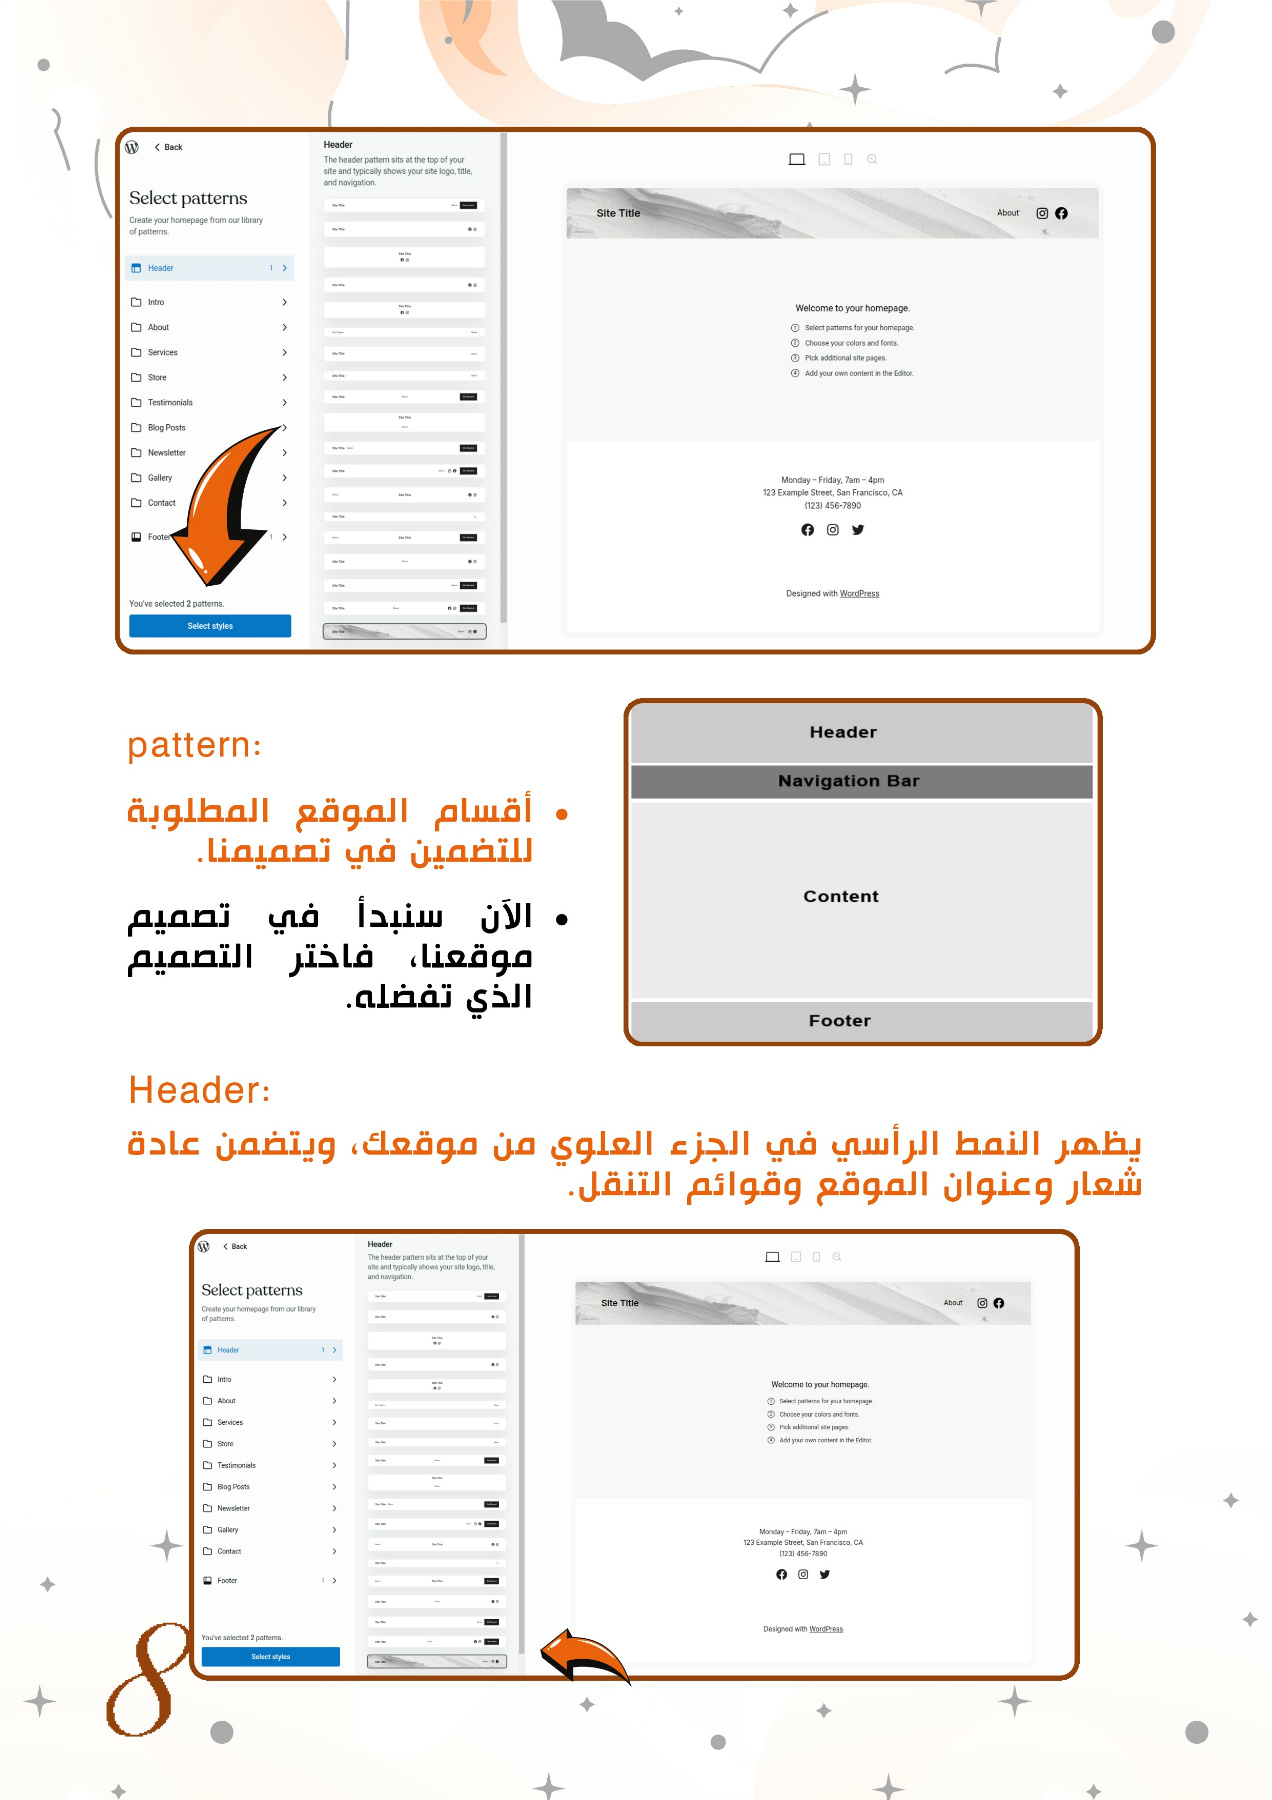 Back
Select patterns
Create your homepage from our library
of patterns.
Header 1
Intro
About
Services
Store
Testimonials
Blog Posts
Newsletter
Gallery
Contact
Footer 1
You've selected 2 patterns.
Select styles
Header
The header pattern sits at the top of your
site and typically shows your site logo, title,
and navigation.
Site Title
About
Welcome to your homepage.
1 Select patterns for your homepage.
2 Choose your colors and fonts.
3 Pick additional site pages.
4 Add your own content in the Editor.
Monday – Friday, 7am – 4pm
123 Example Street, San Francisco, CA
(123) 456-7890
Designed with WordPress
pattern:
• أقسام الموقع المطلوبة
للتضمين في تصميمنا.
• الآن سنبدأ في تصميم
موقعنا، فاختر التصميم
الذي تفضله.
Header
Navigation Bar
Content
Footer
Header:
يظهر النمط الرأسي في الجزء العلوي من موقعك، ويتضمن عادة
شعار وعنوان الموقع وقوائم التنقل.
Back
Select patterns
Create your homepage from our library
of patterns.
Header 1
Intro
About
Services
Store
Testimonials
Blog Posts
Newsletter
Gallery
Contact
Footer 1
You've selected 2 patterns.
Select styles
Header
The header pattern sits at the top of your
site and typically shows your site logo, title,
and navigation.
Site Title
About
Welcome to your homepage.
1 Select patterns for your homepage.
2 Choose your colors and fonts.
3 Pick additional site pages.
4 Add your own content in the Editor.
Monday – Friday, 7am – 4pm
123 Example Street, San Francisco, CA
(123) 456-7890
Designed with WordPress
8